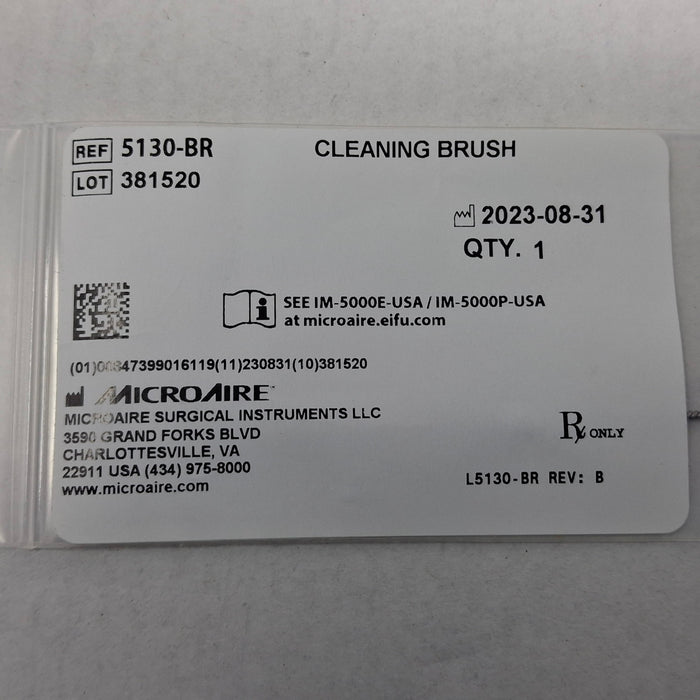 REF 5130-BR
CLEANING BRUSH
LOT 381520
2023-08-31
QTY. 1
SEE IM-5000E-USA / IM-5000P-USA
at microaire.eifu.com
(01)00847399016119(11)230831(10)381520
MICROAIRE
MICROAIRE SURGICAL INSTRUMENTS LLC
3590 GRAND FORKS BLVD
CHARLOTTESVILLE, VA
22911 USA (434) 975-8000
www.microaire.com
Rx ONLY
L5130-BR REV: B